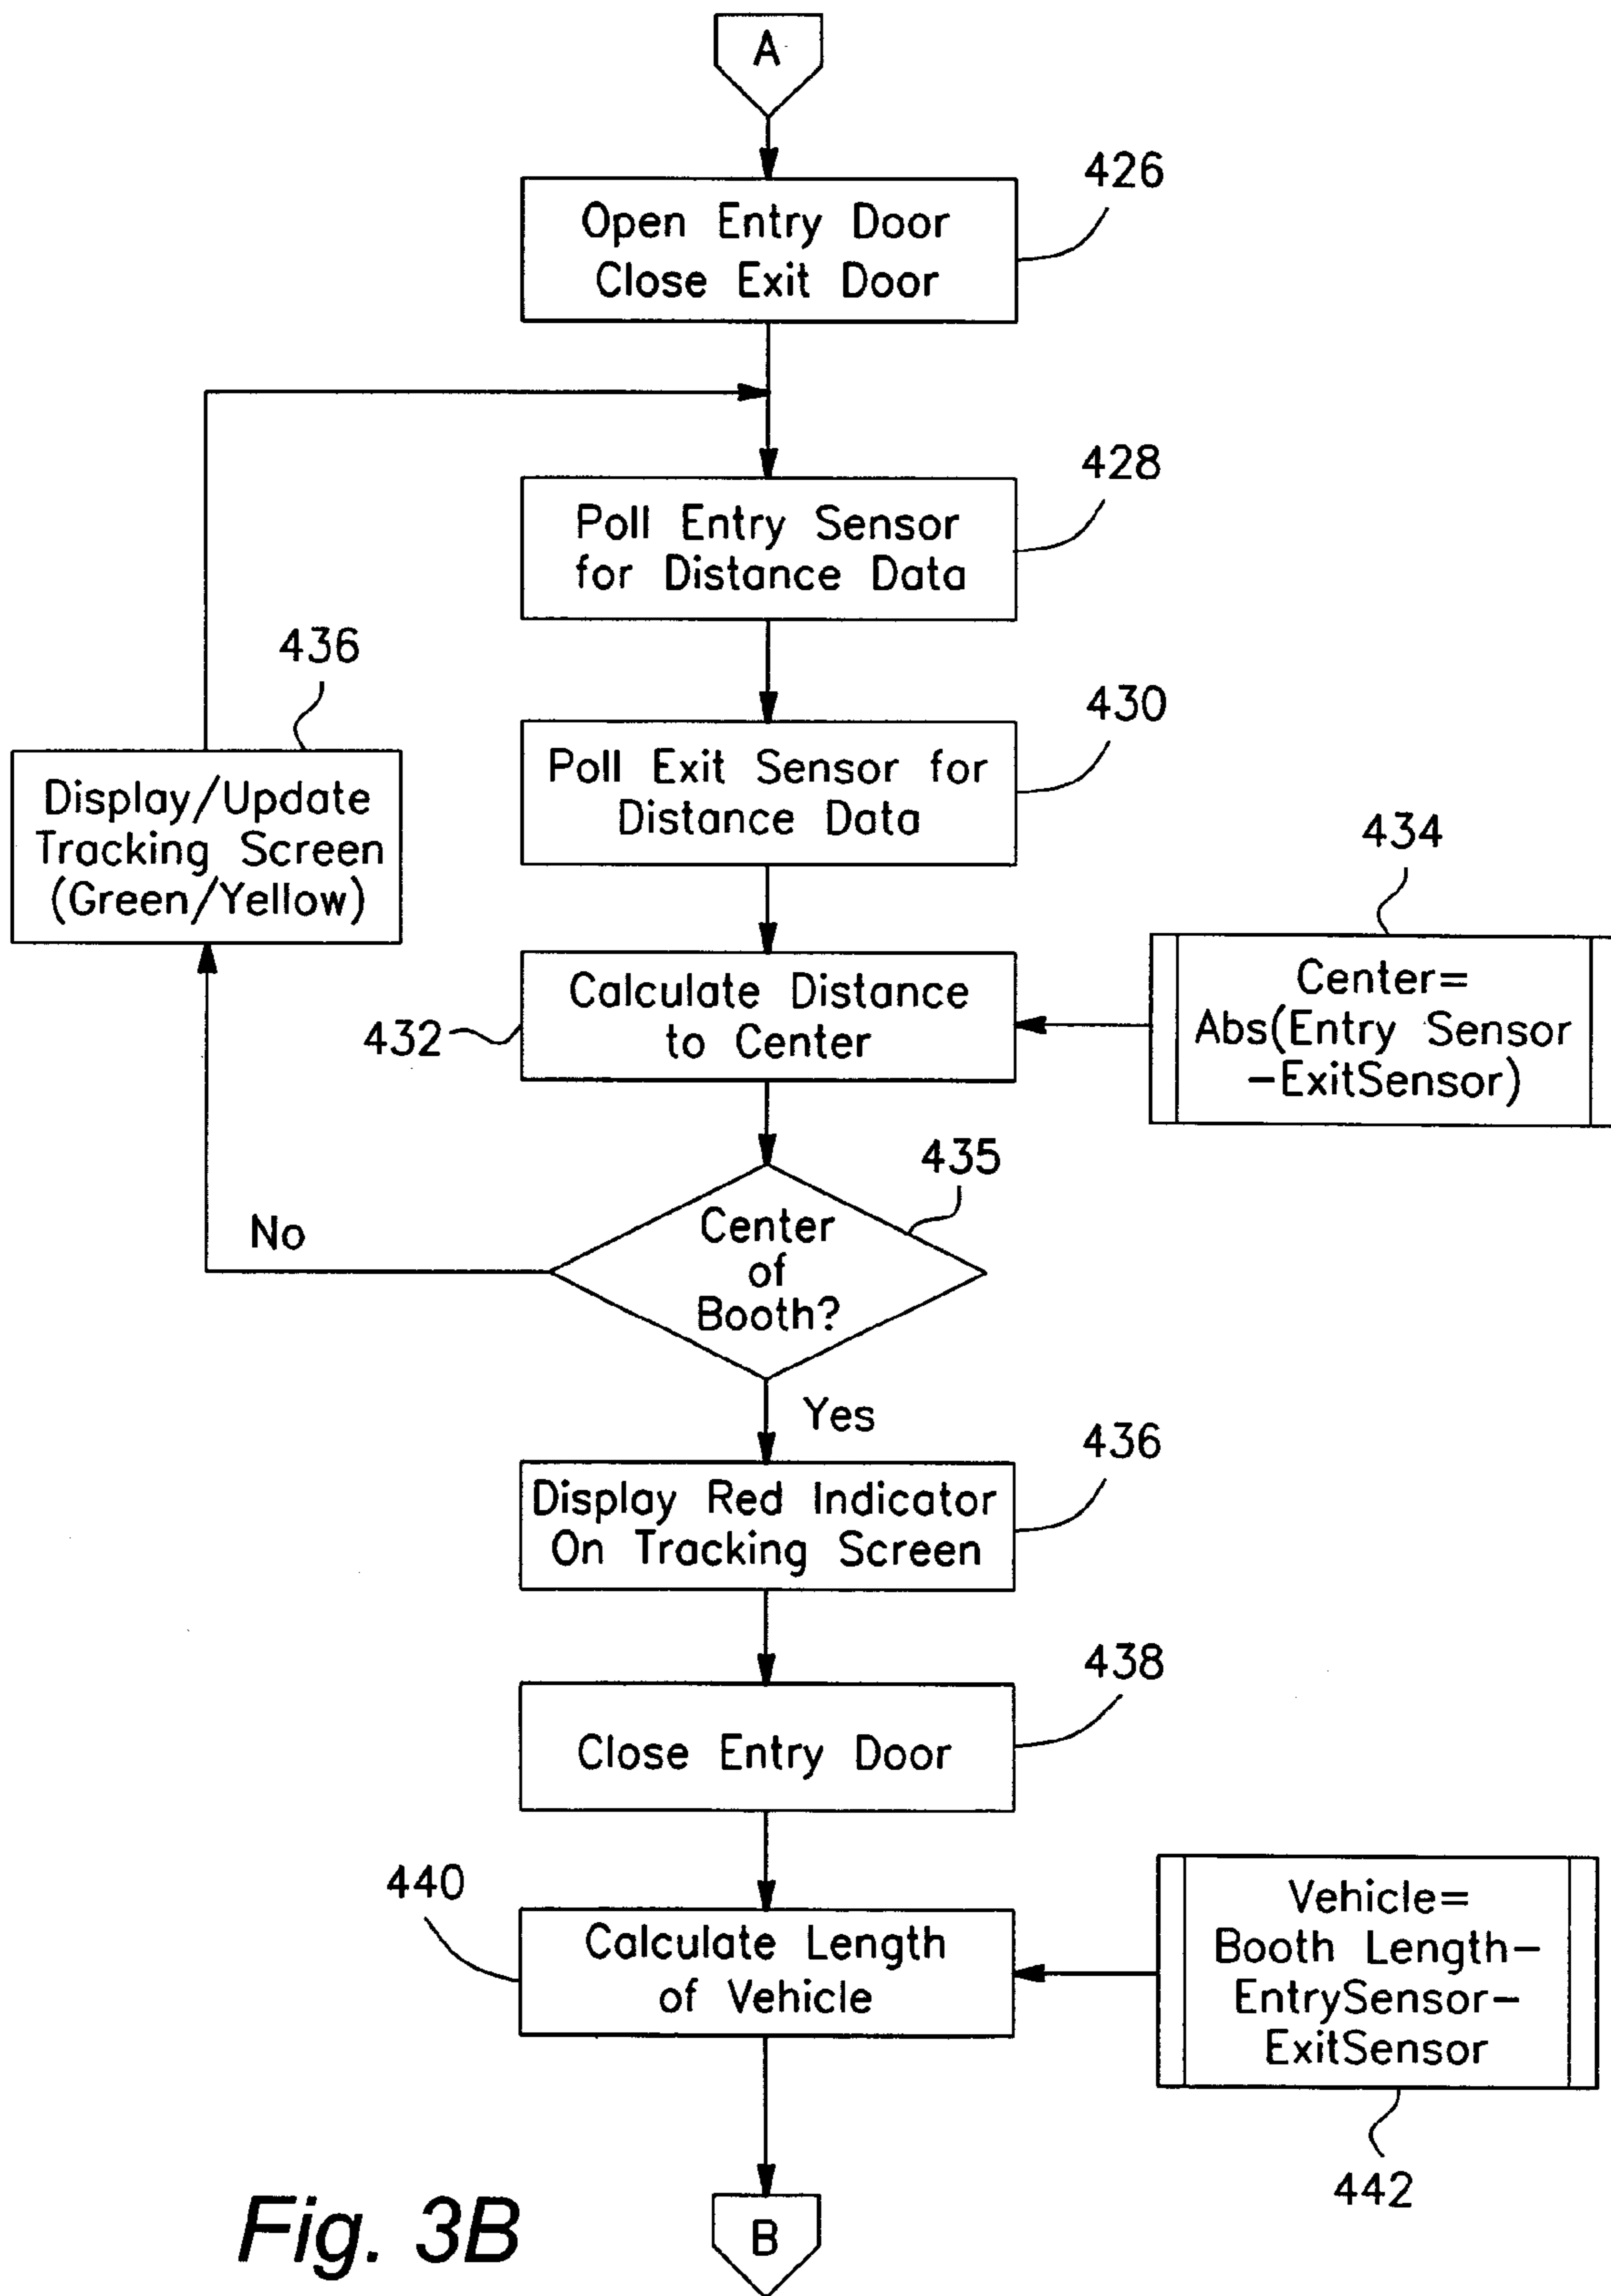 A
426
Open Entry Door
Close Exit Door
428
Poll Entry Sensor
for Distance Data
436
Display/Update
Tracking Screen
(Green/Yellow)
430
Poll Exit Sensor for
Distance Data
434
Center=
Abs(Entry Sensor
-ExitSensor)
432
Calculate Distance
to Center
435
Center
of
Booth?
No
Yes
436
Display Red Indicator
On Tracking Screen
438
Close Entry Door
440
Calculate Length
of Vehicle
Vehicle=
Booth Length-
EntrySensor-
ExitSensor
442
Fig. 3B
B